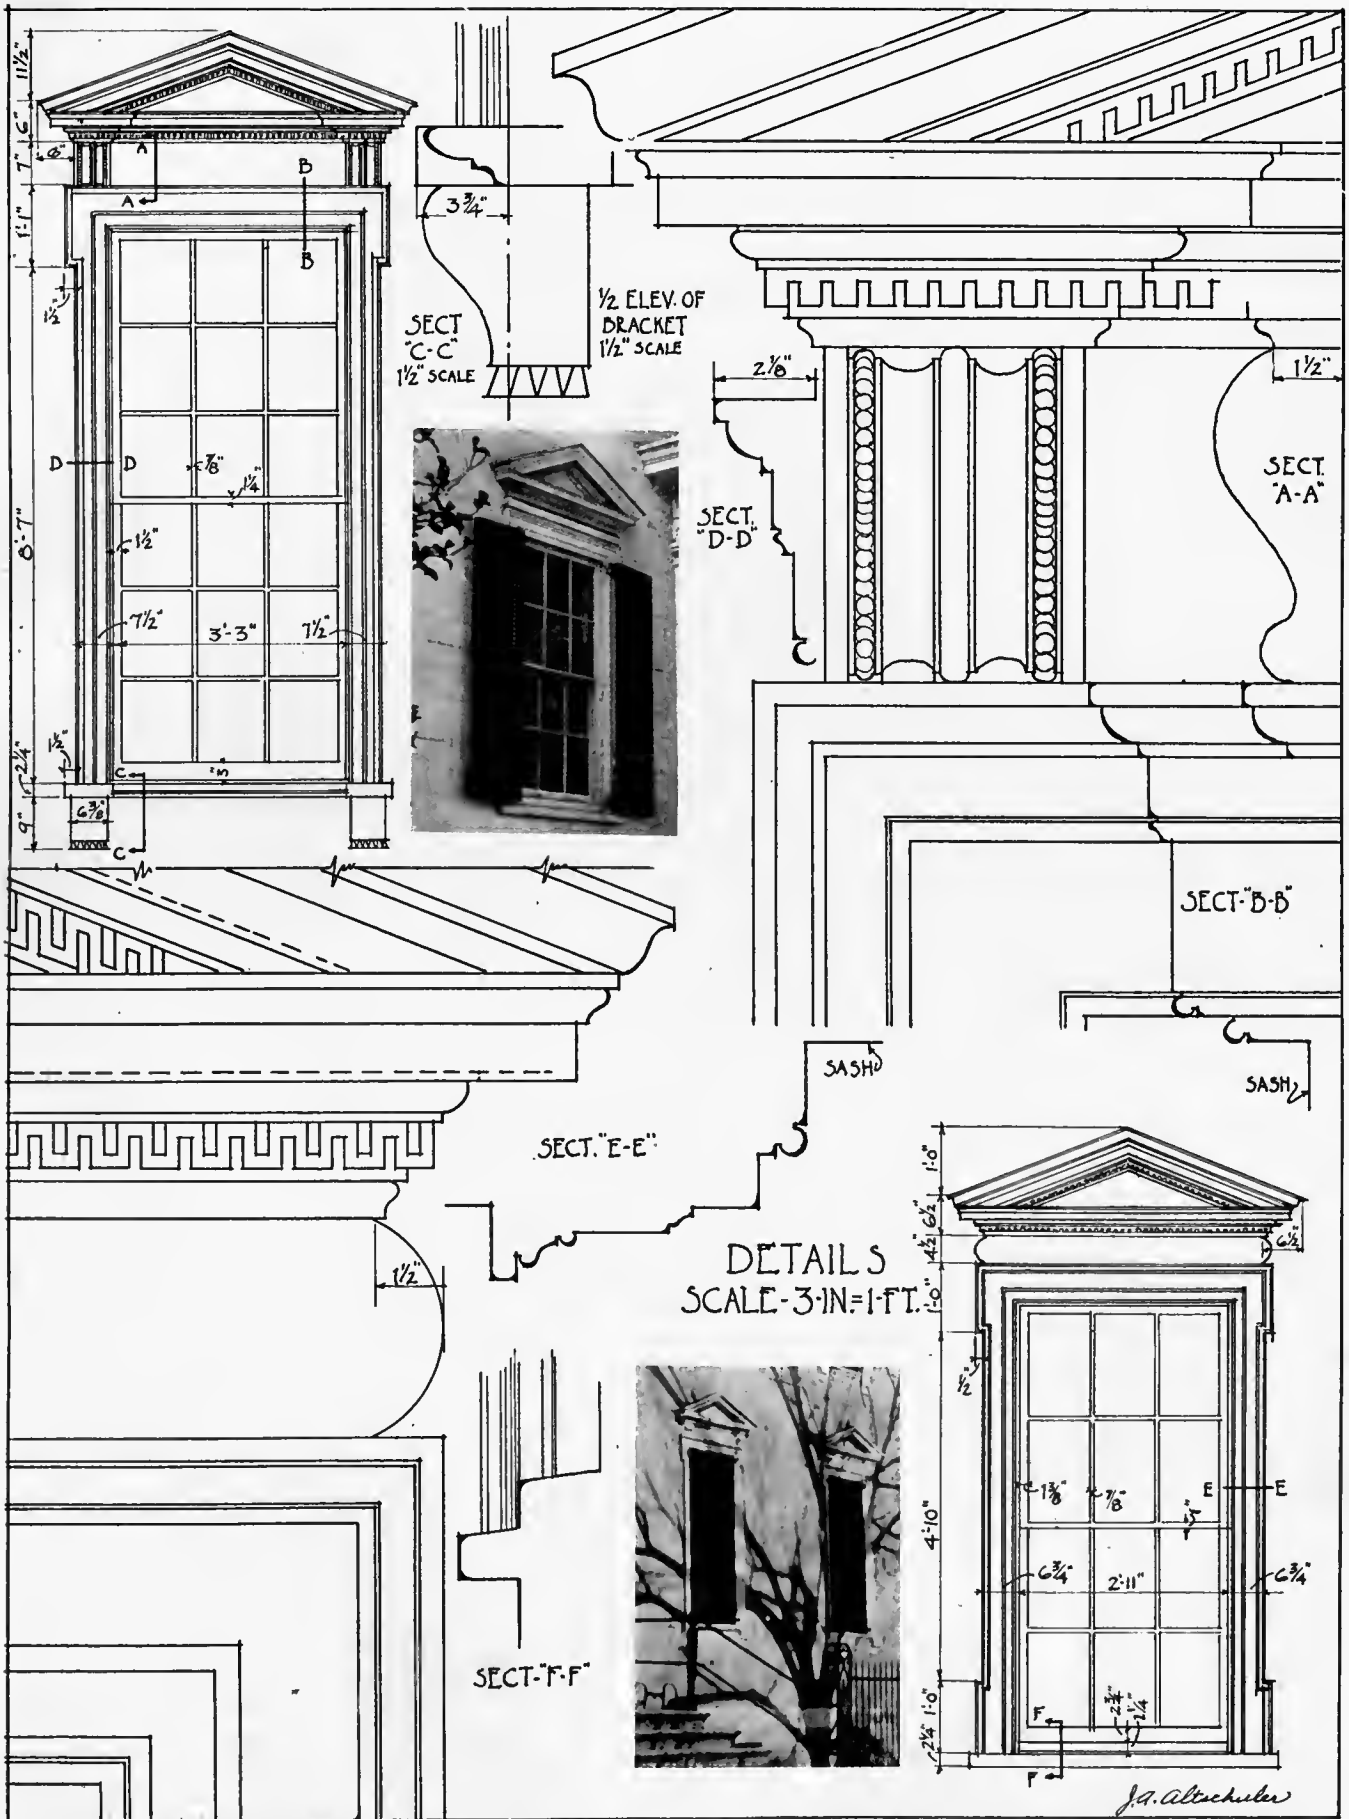 11½"
6"
7"
6"
1'-1"
A
A
B
B
1½"
8'-7"
D D
⅞"
1¼"
1½"
7½" 3'-3" 7½"
1½"
2¼"
9"
C
3"
6⅜"
C
3¾"
SECT
"C-C"
1½" SCALE
½ ELEV. OF
BRACKET
1½" SCALE
2⅛"
SECT.
"D-D"
1½"
SECT.
"A-A"
SECT-"B-B"
SASH
SASH
SECT. "E-E"
1½"
DETAILS
SCALE-3-IN.=1-FT.
SECT-"F-F"
1'-0"
6½"
4½"
6½"
1'-0"
½"
1⅜" ⅞"
E E
4'-10"
6¾" 2'-11" 6¾"
1'-0"
2¼"
F
F
J.A. Altschuler